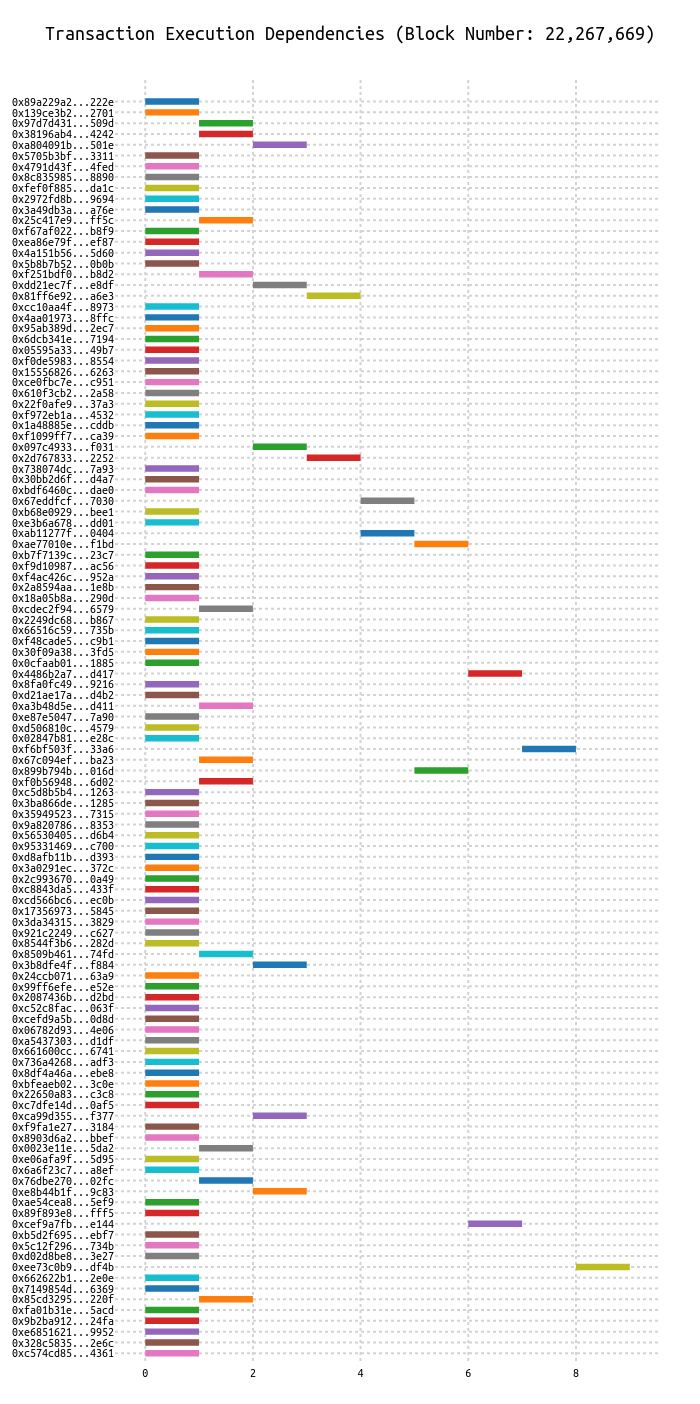 Transaction Execution Dependencies (Block Number: 22,267,669)
0x89a229a2...222e
0x139ce3b2...2701
0x97d7d431...509d
0x38196ab4...4242
0xa804091b...501e
0x5705b3bf...3311
0x4791d43f...4fed
0x8c835985...8890
0xfef0f885...da1c
0x2972fd8b...9694
0x3a49db3a...a76e
0x25c417e9...ff5c
0xf67af022...b8f9
0xea86e79f...ef87
0x4a151b56...5d60
0x5b8b7b52...0b0b
0xf251bdf0...b8d2
0xdd21ec7f...e8df
0x81ff6e92...a6e3
0xcc10aa4f...8973
0x4aa01973...8ffc
0x95ab389d...2ec7
0x6dcb341e...7194
0x05595a33...49b7
0xf0de5983...8554
0x15556826...6263
0xce0fbc7e...c951
0x610f3cb2...2a58
0x22f0afe9...37a3
0xf972eb1a...4532
0x1a48885e...cddb
0xf1099ff7...ca39
0x097c4933...f031
0x2d767833...2252
0x738074dc...7a93
0x30bb2d6f...d4a7
0xbdf6460c...dae0
0x67eddfcf...7030
0xb68e0929...bee1
0xe3b6a678...dd01
0xab11277f...0404
0xae77010e...f1bd
0xb7f7139c...23c7
0xf9d10987...ac56
0xf4ac426c...952a
0x2a8594aa...1e8b
0x18a05b8a...290d
0xcdec2f94...6579
0x2249dc68...b867
0x66516c59...735b
0xf48cade5...c9b1
0x30f09a38...3fd5
0x0cfaab01...1885
0x4486b2a7...d417
0x8fa0fc49...9216
0xd21ae17a...d4b2
0xa3b48d5e...d411
0xe87e5047...7a90
0xd506810c...4579
0x02847b81...e28c
0xf6bf503f...33a6
0x67c094ef...ba23
0x899b794b...016d
0xf0b56948...6d02
0xc5d8b5b4...1263
0x3ba866de...1285
0x35949523...7315
0x9a820786...8353
0x56530405...d6b4
0x95331469...c700
0xd8afb11b...d393
0x3a0291ec...372c
0x2c993670...0a49
0xc8843da5...433f
0xcd566bc6...ec0b
0x17356973...5845
0x3da34315...3829
0x921c2249...c627
0x8544f3b6...282d
0x8509b461...74fd
0x3b8dfe4f...f884
0x24ccb071...63a9
0x99ff6efe...e52e
0x2087436b...d2bd
0xc52c8fac...063f
0xcefd9a5b...0d8d
0x06782d93...4e06
0xa5437303...d1df
0x661600cc...6741
0x736a4268...adf3
0x8df4a46a...ebe8
0xbfeaeb02...3c0e
0x22650a83...c3c8
0xc7dfe14d...0af5
0xca99d355...f377
0xf9fa1e27...3184
0x8903d6a2...bbef
0x0023e11e...5da2
0xe06afa9f...5d95
0x6a6f23c7...a8ef
0x76dbe270...02fc
0xe8b44b1f...9c83
0xae54cea8...5ef9
0x89f893e8...fff5
0xcef9a7fb...e144
0xb5d2f695...ebf7
0x5c12f296...734b
0xd02d8be8...3e27
0xee73c0b9...df4b
0x662622b1...2e0e
0x7149854d...6369
0x85cd3295...220f
0xfa01b31e...5acd
0x9b2ba912...24fa
0xe6851621...9952
0x328c5835...2e6c
0xc574cd85...4361
0 2 4 6 8